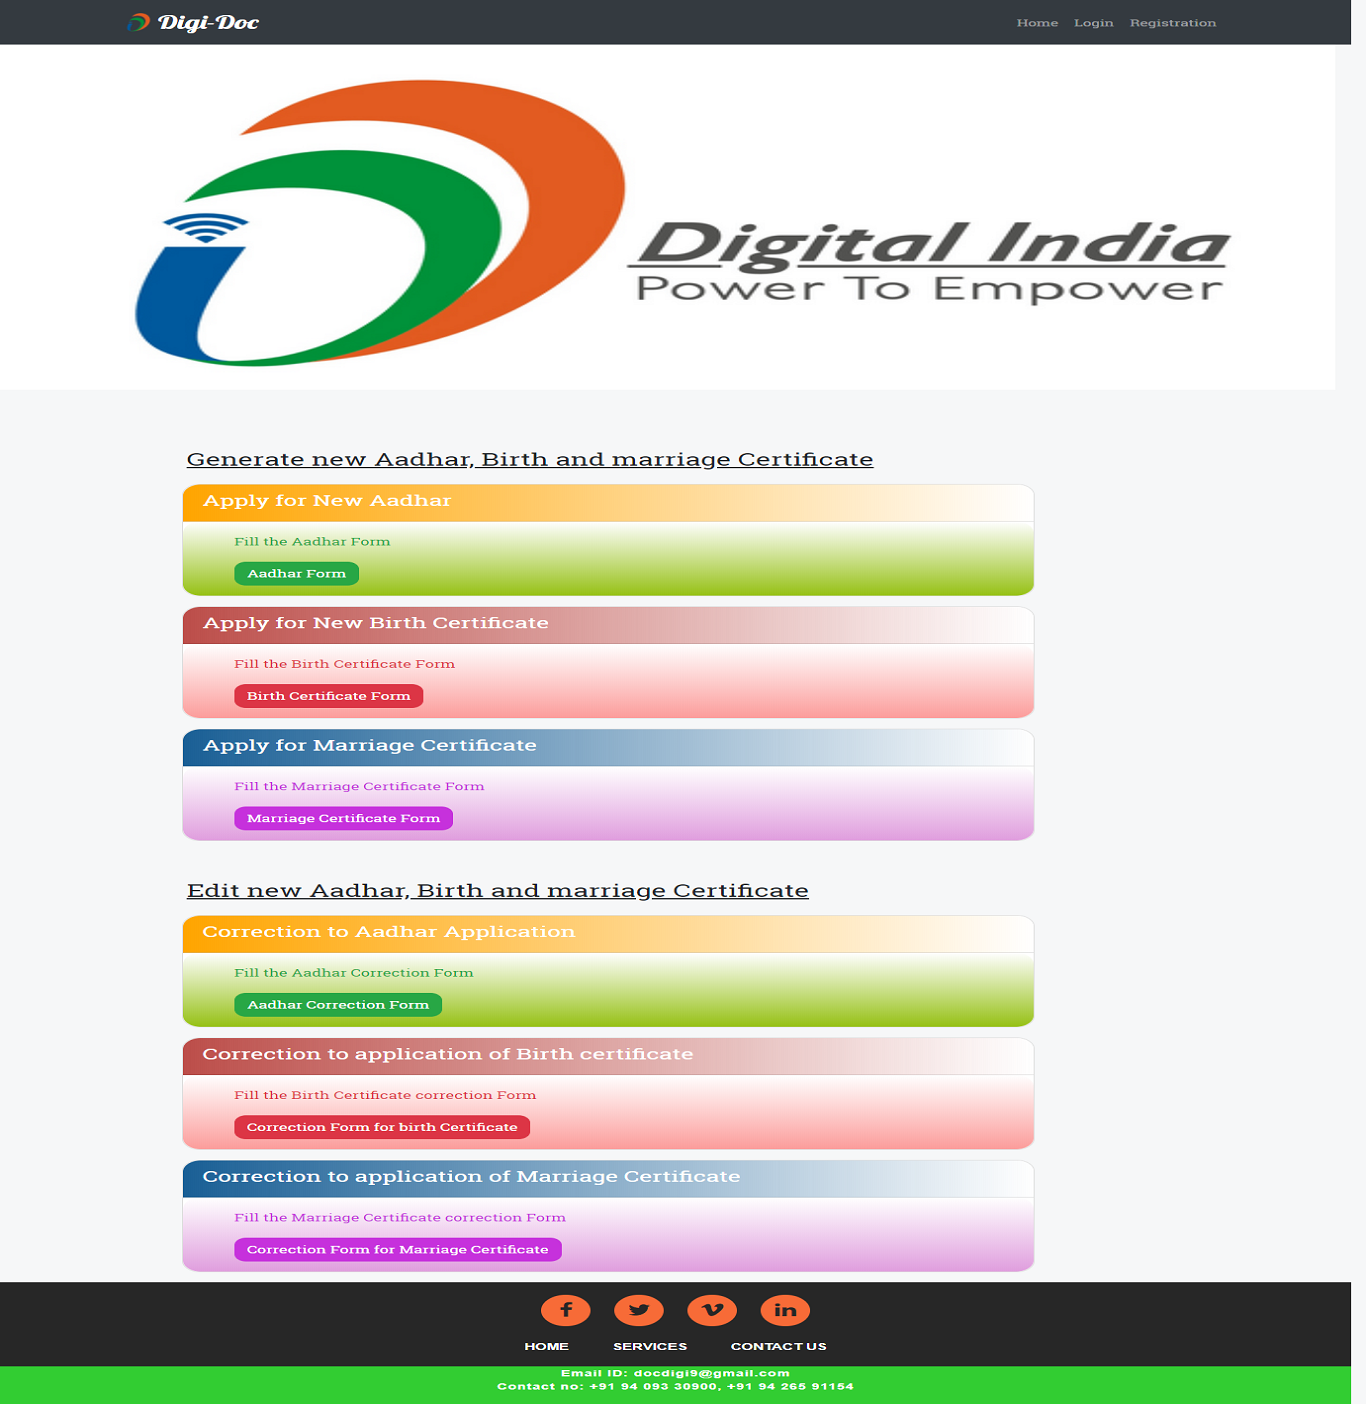 Digi-Doc
Home Login Registration
Digital India
Power To Empower
Generate new Aadhar, Birth and marriage Certificate
Apply for New Aadhar
Fill the Aadhar Form
Aadhar Form
Apply for New Birth Certificate
Fill the Birth Certificate Form
Birth Certificate Form
Apply for Marriage Certificate
Fill the Marriage Certificate Form
Marriage Certificate Form
Edit new Aadhar, Birth and marriage Certificate
Correction to Aadhar Application
Fill the Aadhar Correction Form
Aadhar Correction Form
Correction to application of Birth certificate
Fill the Birth Certificate correction Form
Correction Form for birth Certificate
Correction to application of Marriage Certificate
Fill the Marriage Certificate correction Form
Correction Form for Marriage Certificate
HOME SERVICES CONTACT US
Email ID: docdigi9@gmail.com
Contact no: +91 94 093 30900, +91 94 265 91154